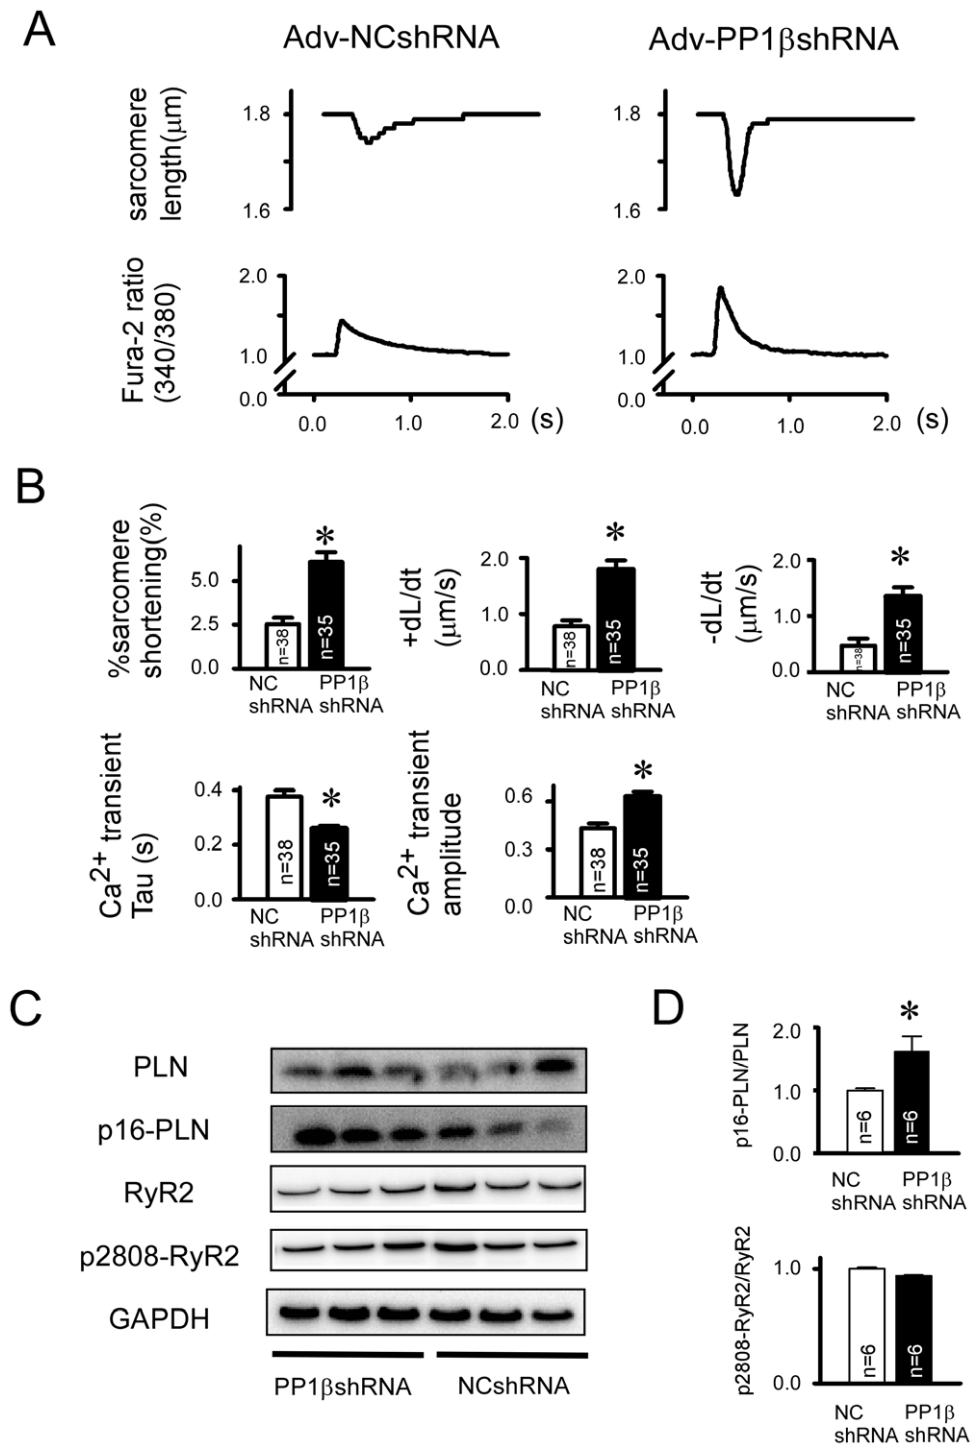 A
Adv-NCshRNA
Adv-PP1βshRNA
sarcomere
length(μm)
1.8
1.6
1.8
1.6
Fura-2 ratio
(340/380)
2.0
1.0
0.0
0.0 1.0 2.0 (s)
2.0
1.0
0.0
0.0 1.0 2.0 (s)
B
%sarcomere
shortening(%)
5.0
2.5
0.0
*
n=38
n=35
NC PP1β
shRNA shRNA
+dL/dt
(μm/s)
2.0
1.0
0.0
*
n=38
n=35
NC PP1β
shRNA shRNA
-dL/dt
(μm/s)
2.0
1.0
0.0
*
n=38
n=35
NC PP1β
shRNA shRNA
Ca2+ transient
Tau (s)
0.4
0.2
0.0
*
n=38
n=35
NC PP1β
shRNA shRNA
Ca2+ transient
amplitude
0.6
0.3
0.0
*
n=38
n=35
NC PP1β
shRNA shRNA
C
PLN
p16-PLN
RyR2
p2808-RyR2
GAPDH
PP1βshRNA NCshRNA
D
p16-PLN/PLN
2.0
1.0
0.0
*
n=6
n=6
NC PP1β
shRNA shRNA
p2808-RyR2/RyR2
1.0
0.0
n=6
n=6
NC PP1β
shRNA shRNA